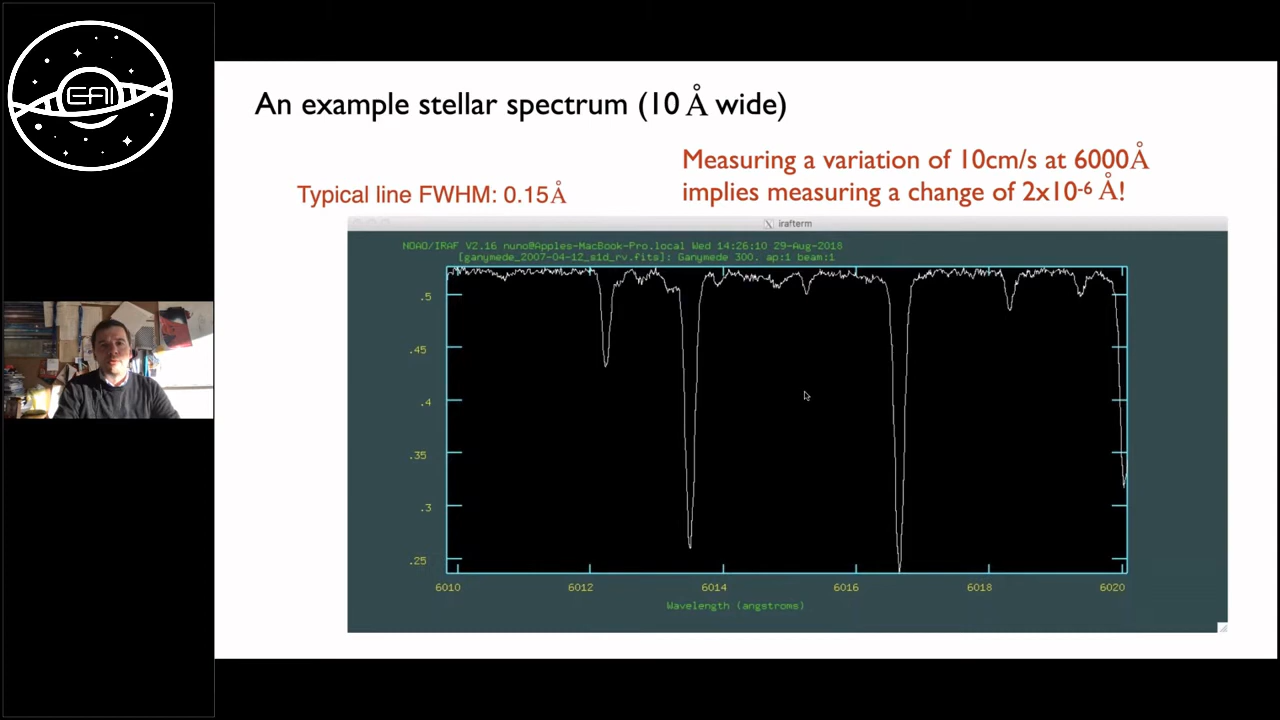 EAI
An example stellar spectrum (10 Å wide)
Measuring a variation of 10cm/s at 6000Å
implies measuring a change of 2x10-6 Å!
Typical line FWHM: 0.15Å
irafterm
NOAO/IRAF V2.16 nuno@Apples-MacBook-Pro.local Wed 14:26:10 29-Aug-2018
[ganymede_2007-04-12_s1d_rv.fits]: Ganymede 300. ap:1 beam:1
.5
.45
.4
.35
.3
.25
6010 6012 6014 6016 6018 6020
Wavelength (angstroms)